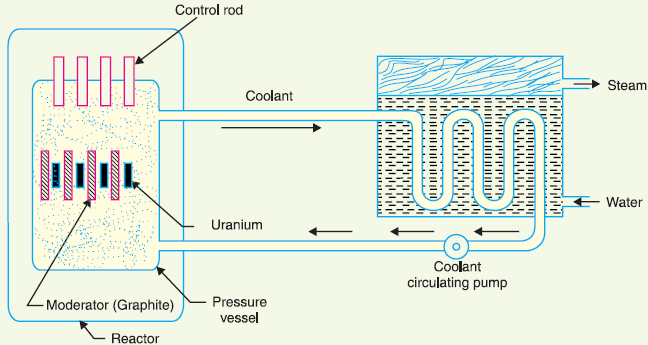 Control rod
Coolant
Steam
Uranium
Water
Coolant
circulating pump
Moderator (Graphite)
Pressure
vessel
Reactor